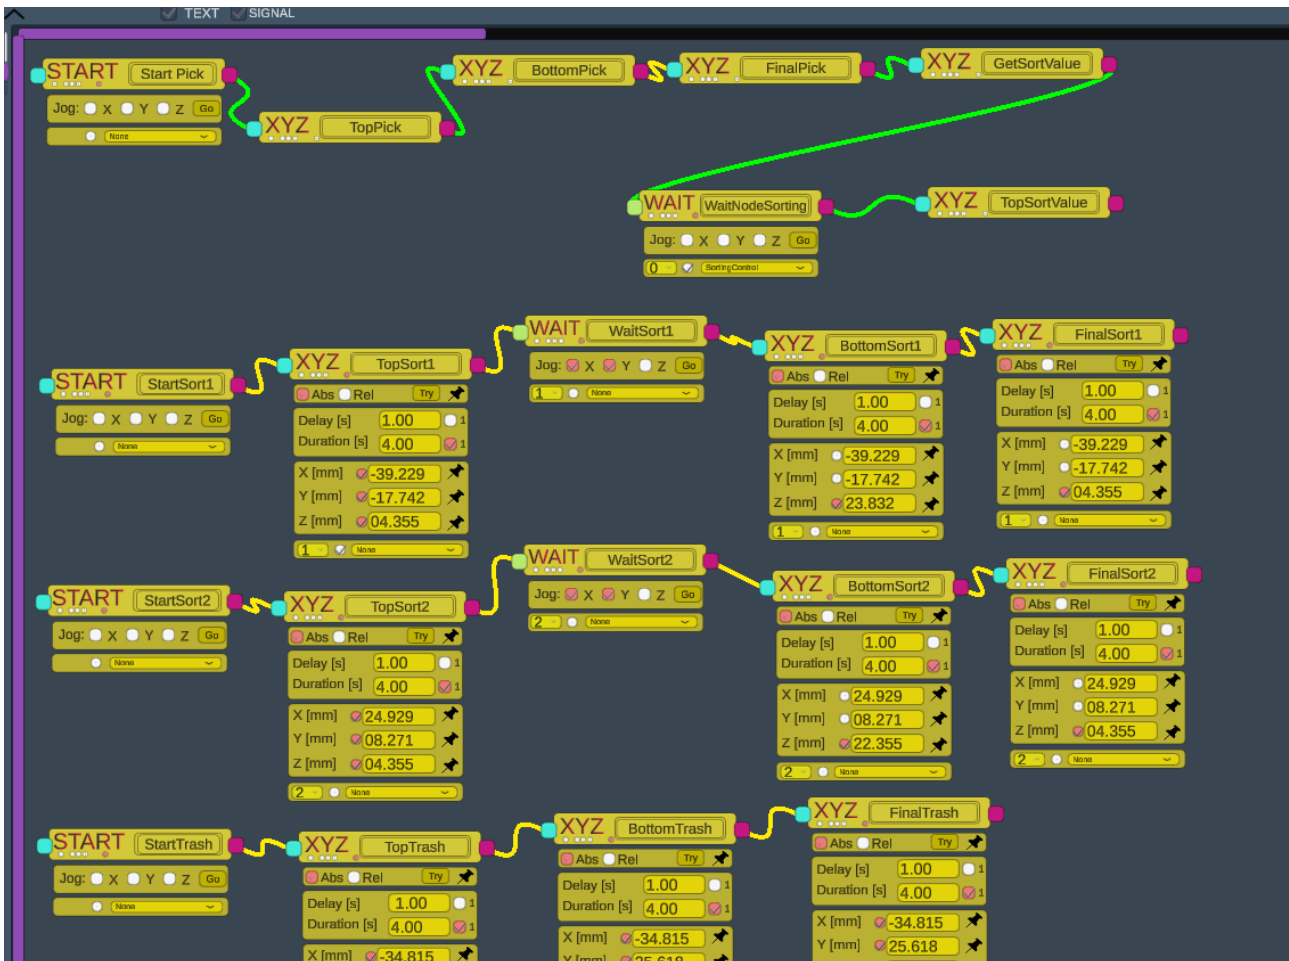 TEXT SIGNAL
START Start Pick
Jog: X Y Z Go
None
XYZ TopPick
XYZ BottomPick
XYZ FinalPick
XYZ GetSortValue
WAIT WaitNodeSorting
Jog: X Y Z Go
0 SortingControl
XYZ TopSortValue
START StartSort1
Jog: X Y Z Go
None
XYZ TopSort1
Abs Rel Try
Delay [s] 1.00 1
Duration [s] 4.00 1
X [mm] -39.229
Y [mm] -17.742
Z [mm] 04.355
1 None
WAIT WaitSort1
Jog: X Y Z Go
1 None
XYZ BottomSort1
Abs Rel Try
Delay [s] 1.00 1
Duration [s] 4.00 1
X [mm] -39.229
Y [mm] -17.742
Z [mm] 23.832
1 None
XYZ FinalSort1
Abs Rel Try
Delay [s] 1.00 1
Duration [s] 4.00 1
X [mm] -39.229
Y [mm] -17.742
Z [mm] 04.355
1 None
START StartSort2
Jog: X Y Z Go
None
XYZ TopSort2
Abs Rel Try
Delay [s] 1.00 1
Duration [s] 4.00 1
X [mm] 24.929
Y [mm] 08.271
Z [mm] 04.355
2 None
WAIT WaitSort2
Jog: X Y Z Go
2 None
XYZ BottomSort2
Abs Rel Try
Delay [s] 1.00 1
Duration [s] 4.00 1
X [mm] 24.929
Y [mm] 08.271
Z [mm] 22.355
2 None
XYZ FinalSort2
Abs Rel Try
Delay [s] 1.00 1
Duration [s] 4.00 1
X [mm] 24.929
Y [mm] 08.271
Z [mm] 04.355
2 None
START StartTrash
Jog: X Y Z Go
None
XYZ TopTrash
Abs Rel Try
Delay [s] 1.00 1
Duration [s] 4.00 1
X [mm] -34.815
XYZ BottomTrash
Abs Rel Try
Delay [s] 1.00 1
Duration [s] 4.00 1
X [mm] -34.815
Y [mm] 25.618
XYZ FinalTrash
Abs Rel Try
Delay [s] 1.00 1
Duration [s] 4.00 1
X [mm] -34.815
Y [mm] 25.618